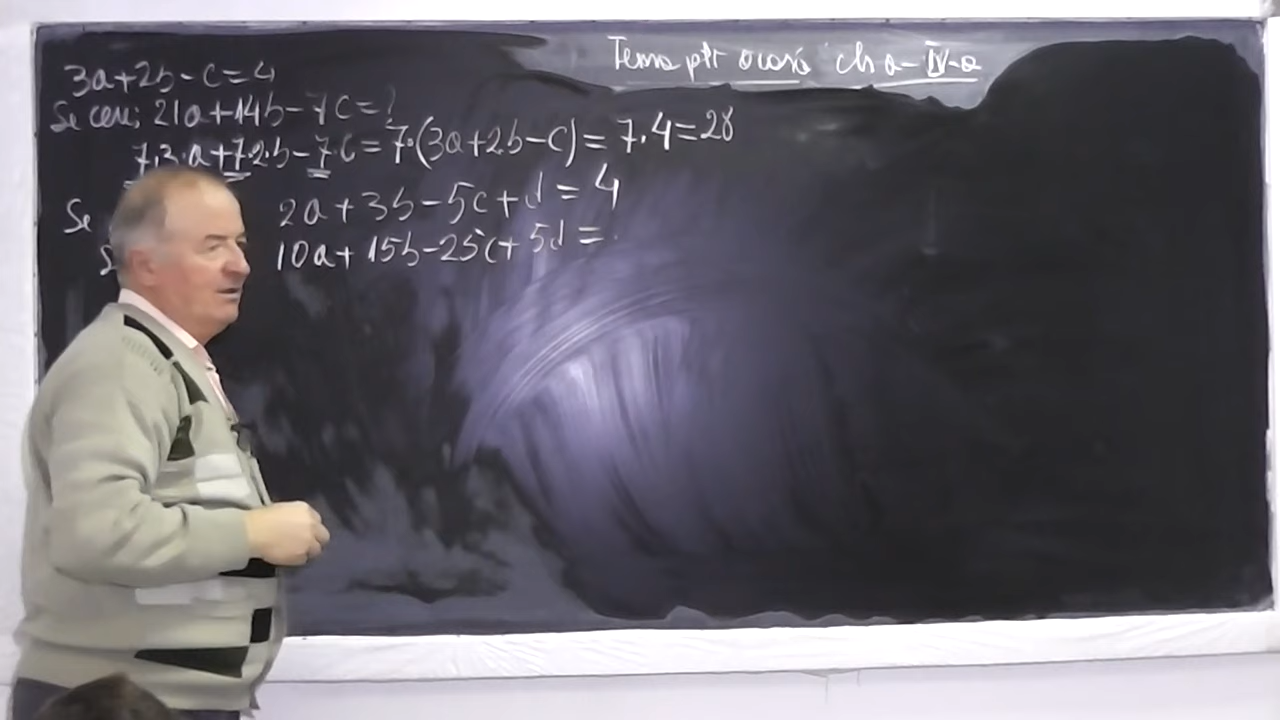 Tema ptr acasă cls a-IV-a
3a+2b-c=4
Se cere: 21a+14b-7c=?
7·3·a+7·2·b-7·c=7·(3a+2b-c)=7·4=28
Se 2a+3b-5c+d=4
10a+15b-25c+5d=